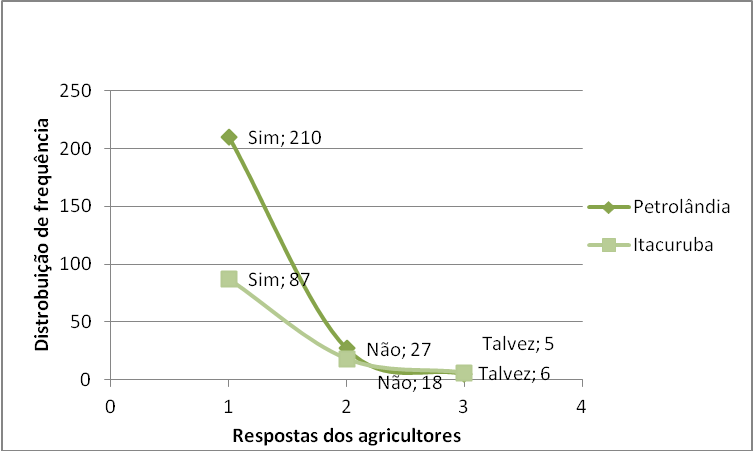 250
200
150
100
50
0
Distrobuição de frequência
Sim; 210
Sim; 87
Não; 27
Não; 18
Talvez; 5
Talvez; 6
0 1 2 3 4
Respostas dos agricultores
Petrolândia
Itacuruba